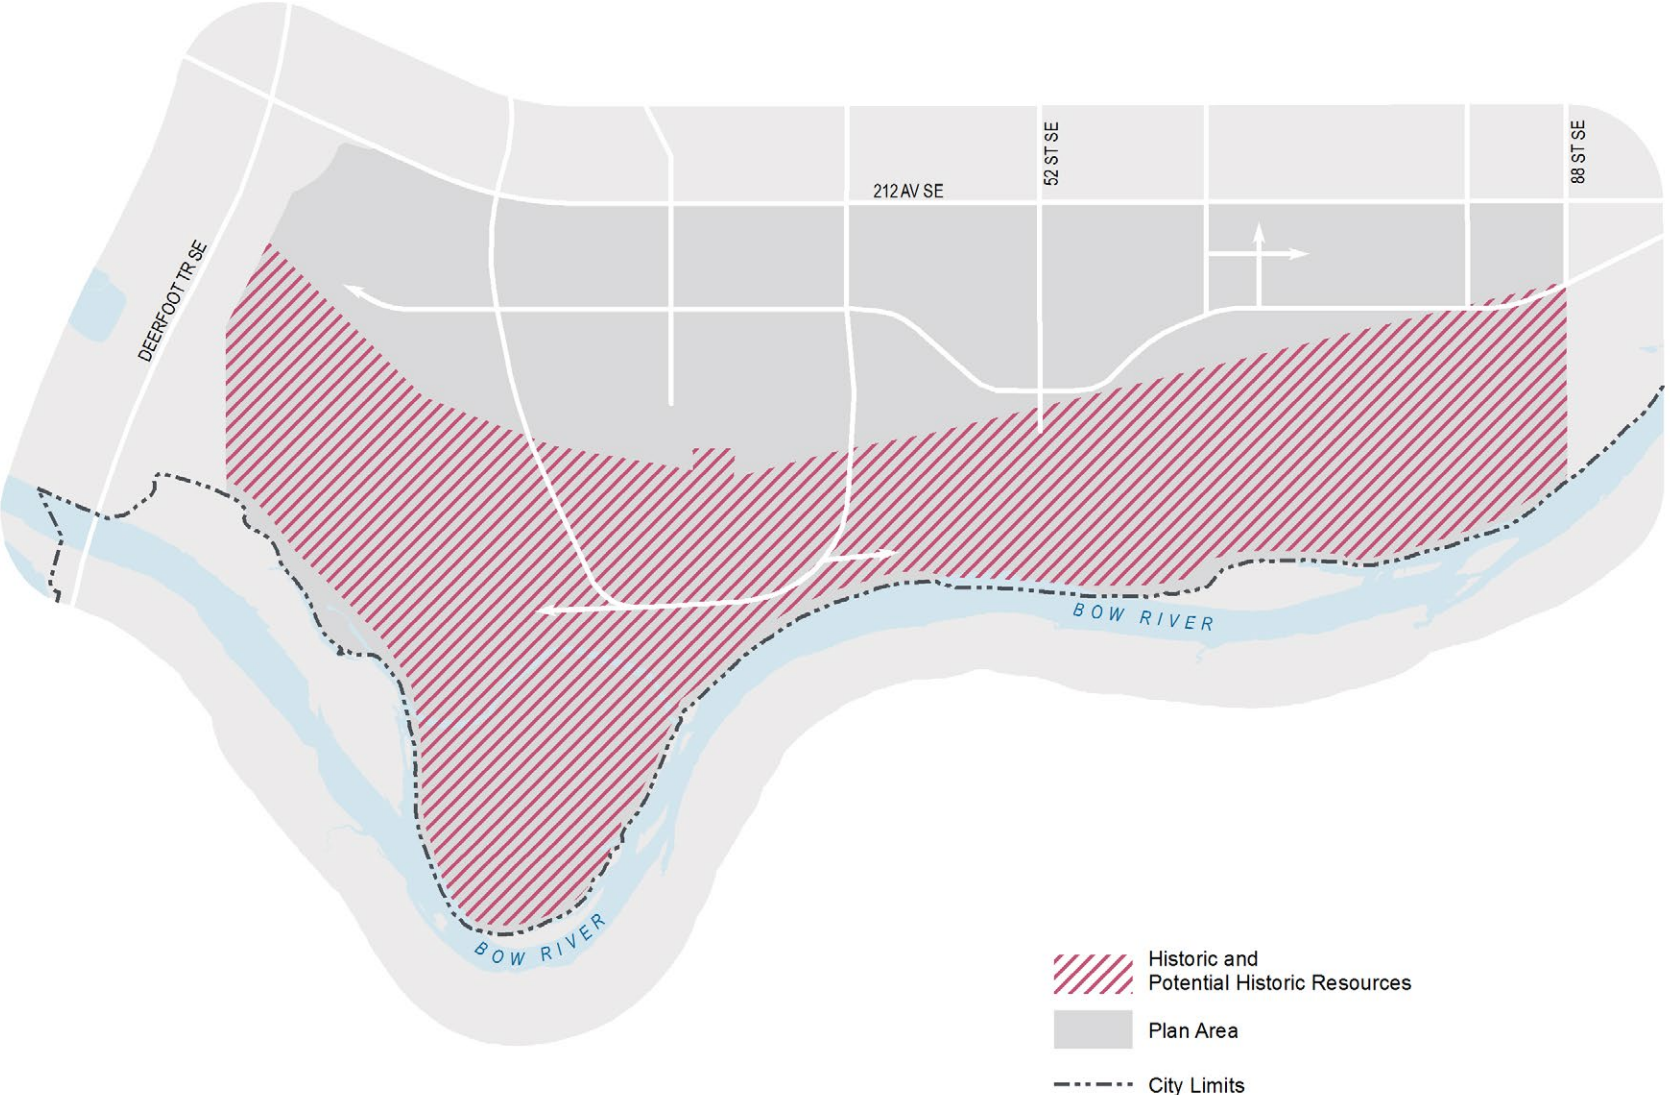 52 ST SE
88 ST SE
212 AV SE
DEERFOOT TR SE
BOW RIVER
BOW RIVER
Historic and
Potential Historic Resources
Plan Area
City Limits